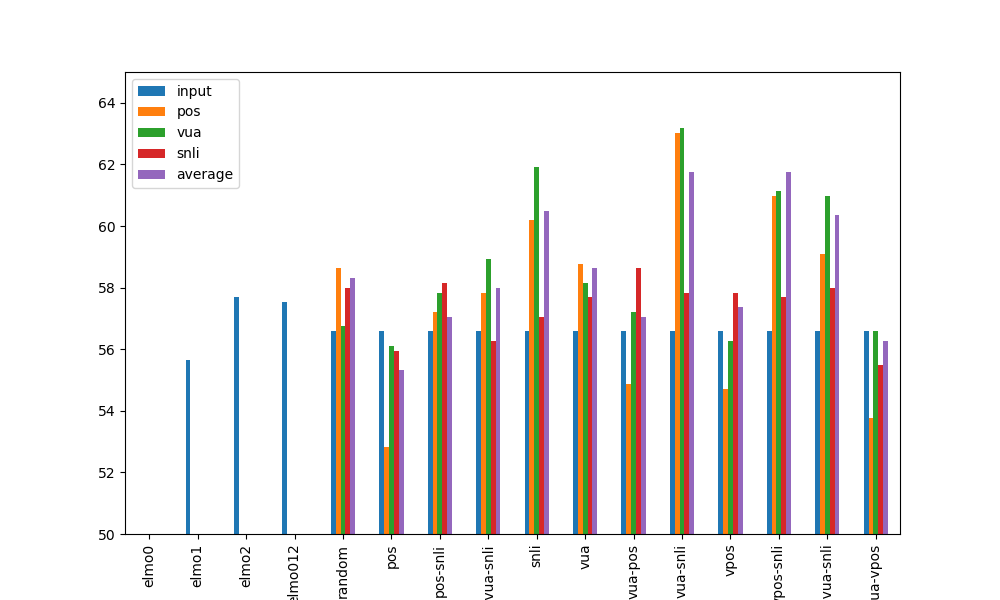 input
pos
vua
snli
average
64
62
60
58
56
54
52
50
elmo0
elmo1
elmo2
elmo012
random
pos
pos-snli
vua-snli
snli
vua
vua-pos
vua-snli
vpos
vpos-snli
vua-snli
ua-vpos